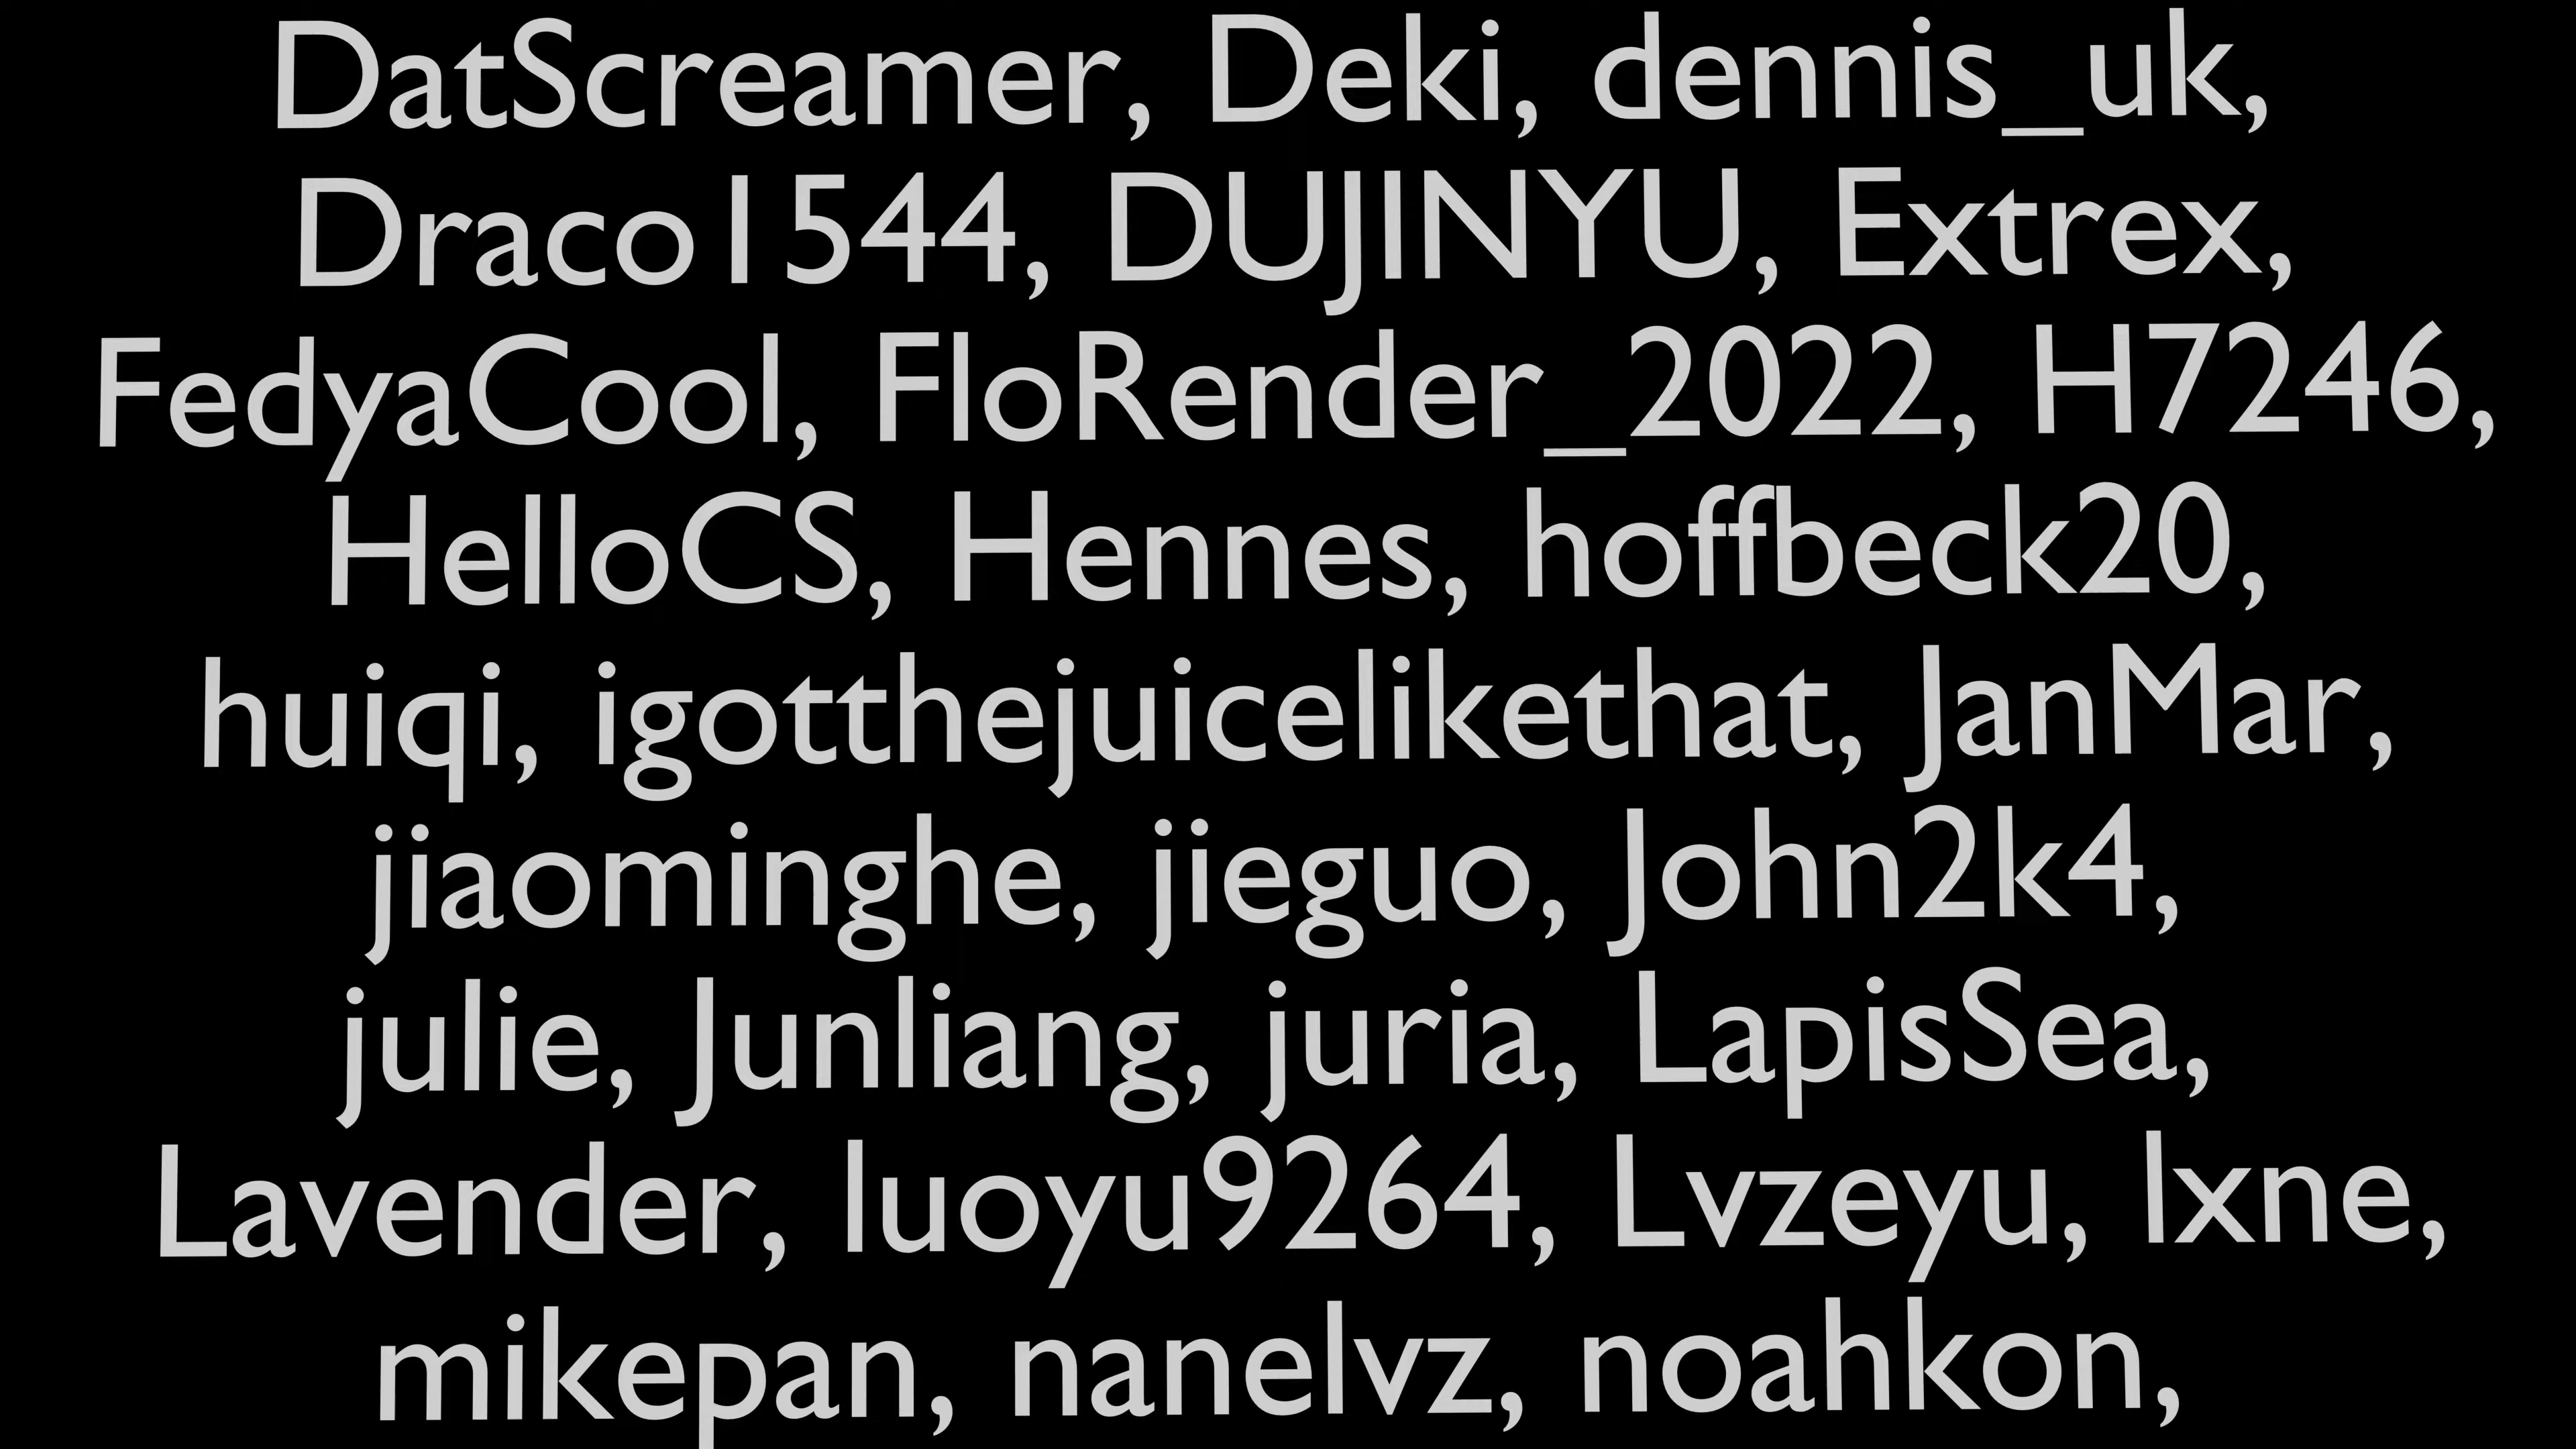 DatScreamer, Deki, dennis_uk,
Draco1544, DUJINYU, Extrex,
FedyaCool, FloRender_2022, H7246,
HelloCS, Hennes, hoffbeck20,
huiqi, igotthejuicelikethat, JanMar,
jiaominghe, jieguo, John2k4,
julie, Junliang, juria, LapisSea,
Lavender, luoyu9264, Lvzeyu, lxne,
mikepan, nanelvz, noahkon,